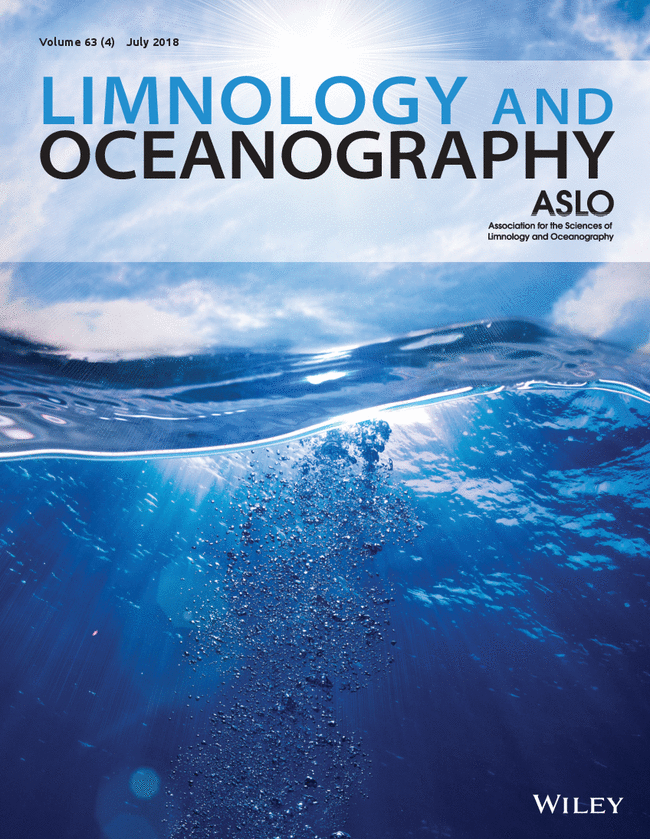 Volume 63 (4) July 2018
LIMNOLOGY AND
OCEANOGRAPHY
ASLO
Association for the Sciences of
Limnology and Oceanography
WILEY